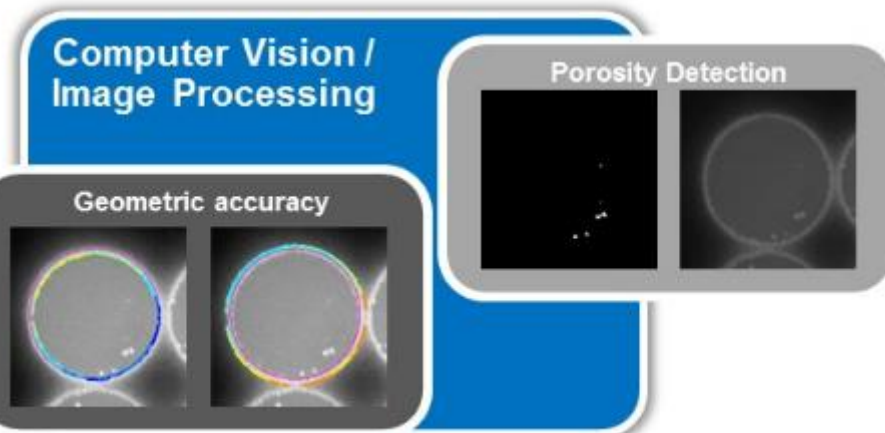 Computer Vision /
Image Processing
Porosity Detection
Geometric accuracy